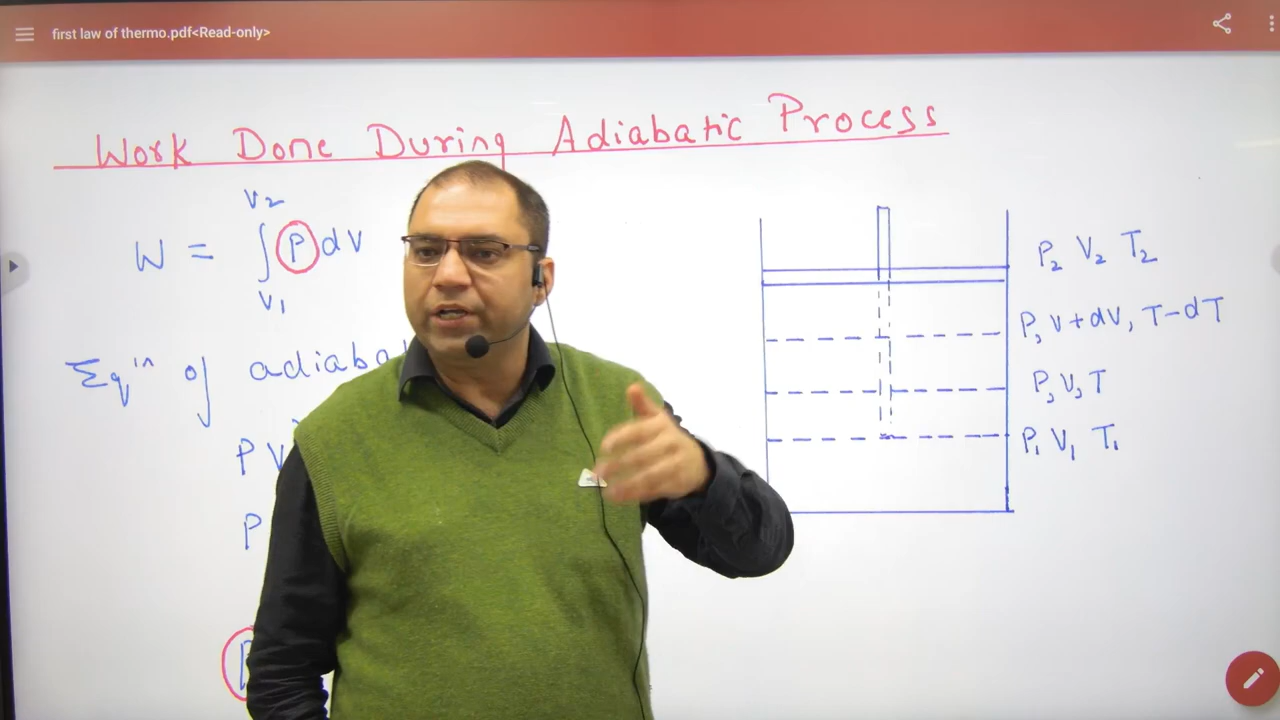 first law of thermo.pdf<Read-only>
Work Done During Adiabatic Process
W = ∫ P dV
V2
V1
Eqⁿ of
P V
P
P2 V2 T2
P, V+dV, T-dT
P, V, T
P1 V1 T1